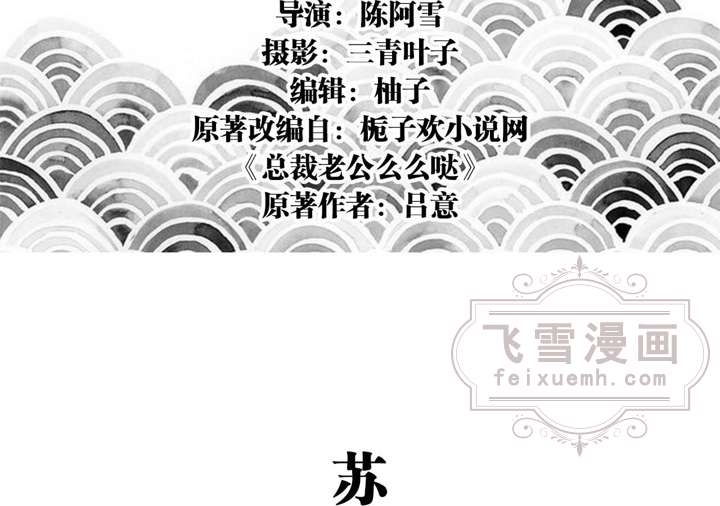 导演：陈阿雪
摄影：三青叶子
编辑：柚子
原著改编自：栀子欢小说网
《总裁老公么么哒》
原著作者：吕意
飞雪漫画
feixuemh.com
苏